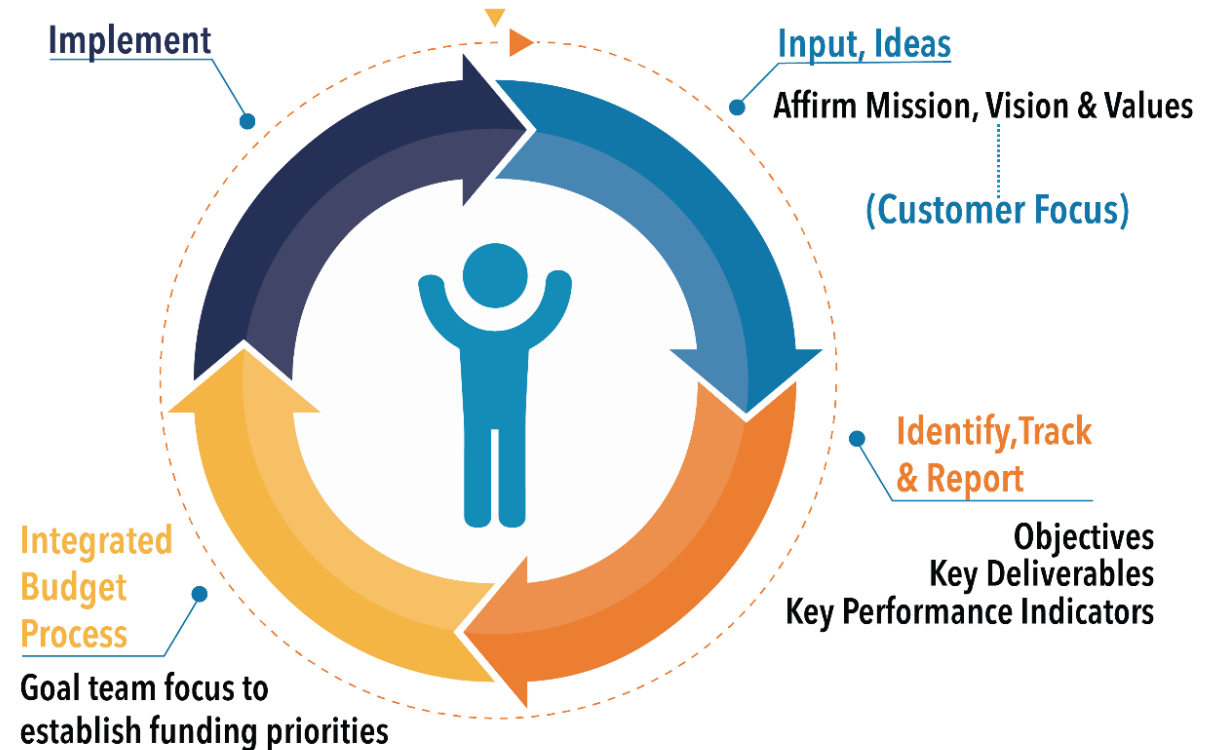 Implement
Input, Ideas
Affirm Mission, Vision & Values
(Customer Focus)
Identify,Track
& Report
Objectives
Key Deliverables
Key Performance Indicators
Integrated
Budget
Process
Goal team focus to
establish funding priorities